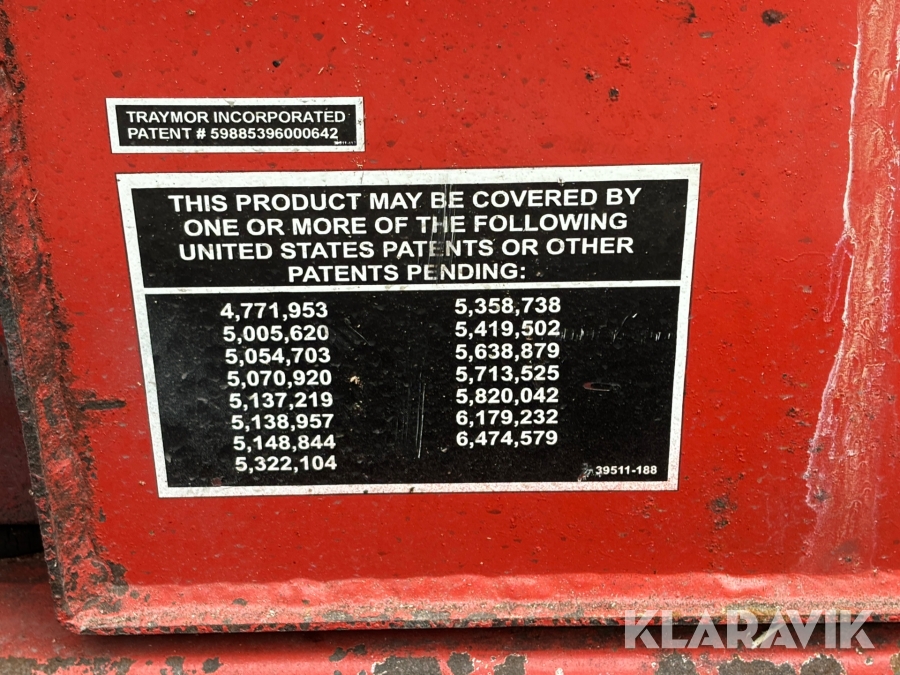 TRAYMOR INCORPORATED
PATENT # 59885396000642
THIS PRODUCT MAY BE COVERED BY
ONE OR MORE OF THE FOLLOWING
UNITED STATES PATENTS OR OTHER
PATENTS PENDING:
4,771,953
5,005,620
5,054,703
5,070,920
5,137,219
5,138,957
5,148,844
5,322,104
5,358,738
5,419,502
5,638,879
5,713,525
5,820,042
6,179,232
6,474,579
39511-188
KLARAVIK